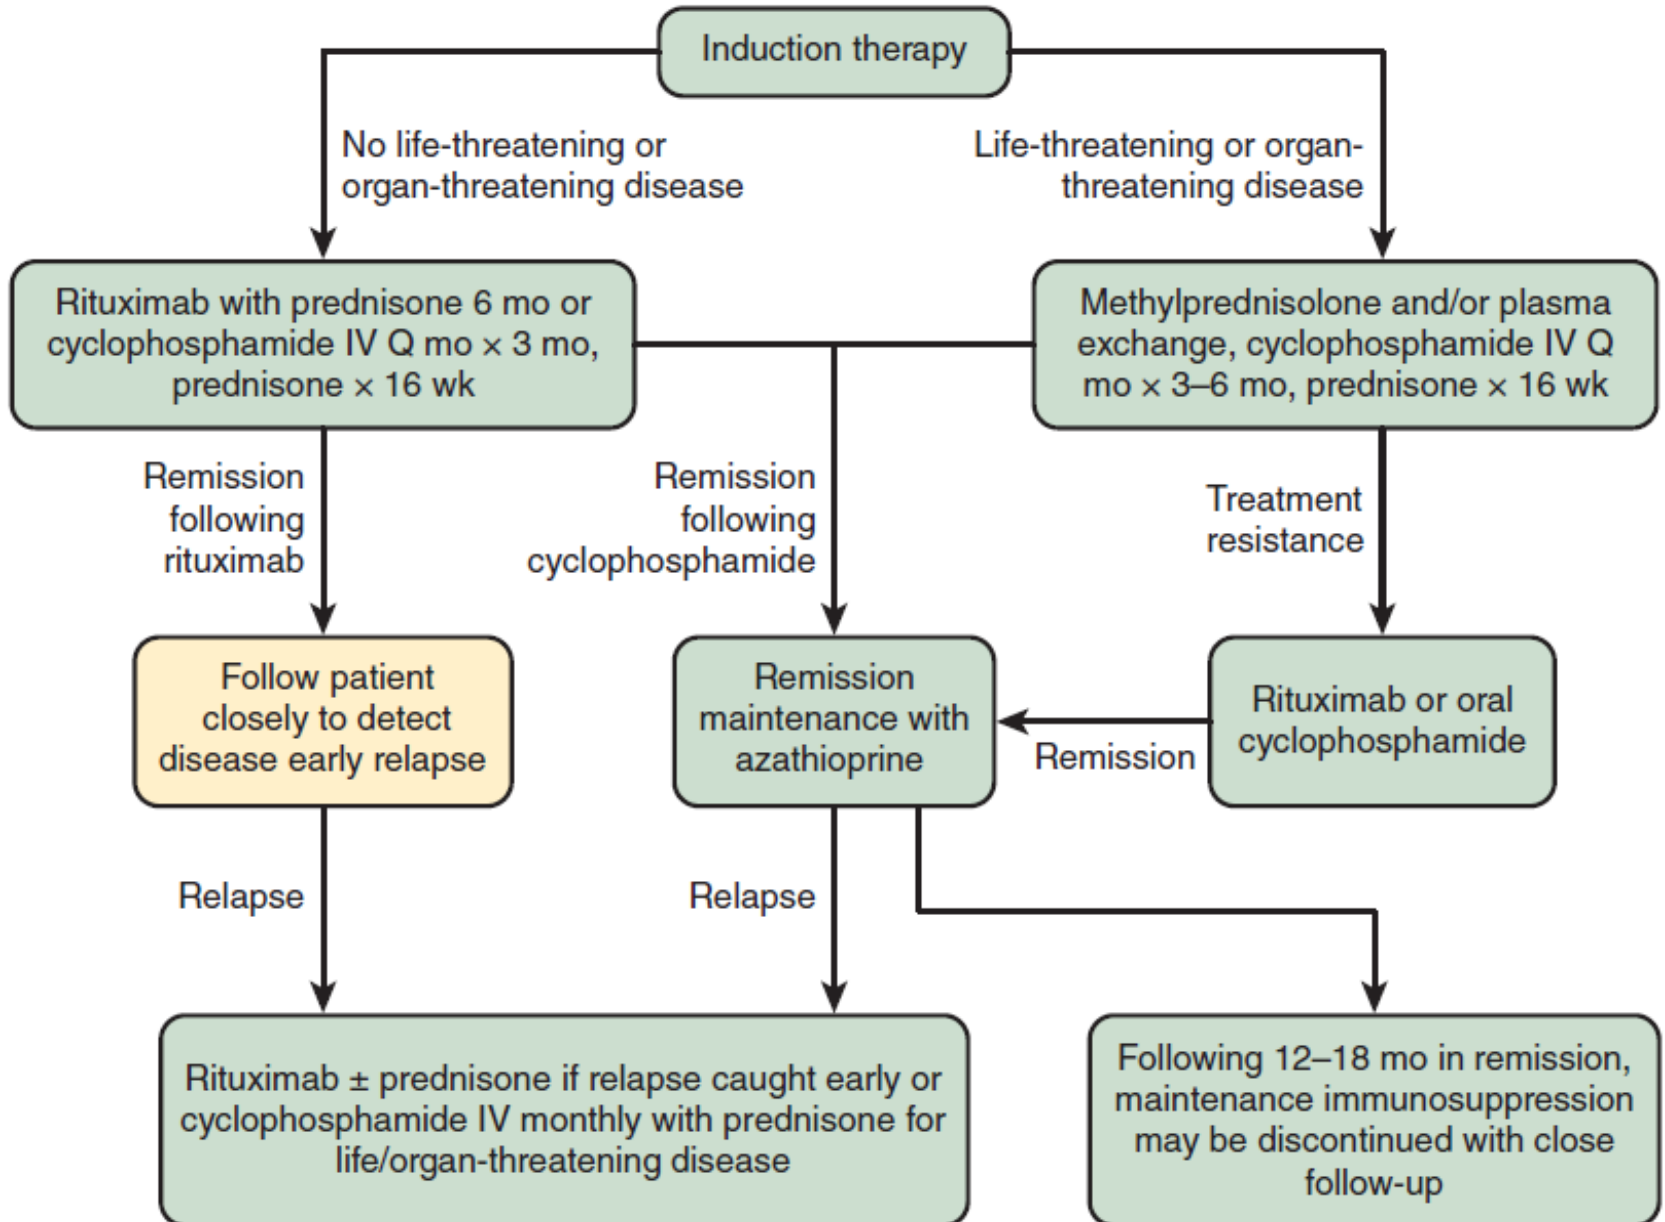 Induction therapy
No life-threatening or
organ-threatening disease
Life-threatening or organ-
threatening disease
Rituximab with prednisone 6 mo or
cyclophosphamide IV Q mo × 3 mo,
prednisone × 16 wk
Methylprednisolone and/or plasma
exchange, cyclophosphamide IV Q
mo × 3–6 mo, prednisone × 16 wk
Remission
following
rituximab
Remission
following
cyclophosphamide
Treatment
resistance
Follow patient
closely to detect
disease early relapse
Remission
maintenance with
azathioprine
Remission
Rituximab or oral
cyclophosphamide
Relapse
Relapse
Rituximab ± prednisone if relapse caught early or
cyclophosphamide IV monthly with prednisone for
life/organ-threatening disease
Following 12–18 mo in remission,
maintenance immunosuppression
may be discontinued with close
follow-up